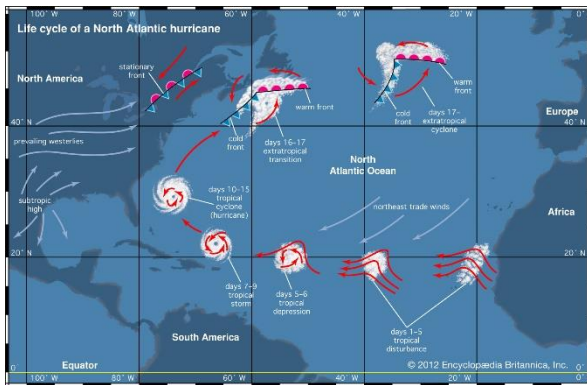 100° W
80° W
60° W
40° W
20° W
0°
Life cycle of a North Atlantic hurricane
North America
stationary
front
warm front
cold
front
warm
front
cold
front
days 17–
extratropical
cyclone
Europe
40° N
40° N
prevailing westerlies
days 16-17
extratropical
transition
North
Atlantic Ocean
subtropic
high
days 10-15
tropical
cyclone
(hurricane)
northeast trade winds
Africa
20° N
20° N
days 7-9
tropical
storm
days 5–6
tropical
depression
days 1–5
tropical
disturbance
South America
Equator
© 2012 Encyclopædia Britannica, Inc.
0
0
100° W
80° W
60° W
40° W
20° W
0°